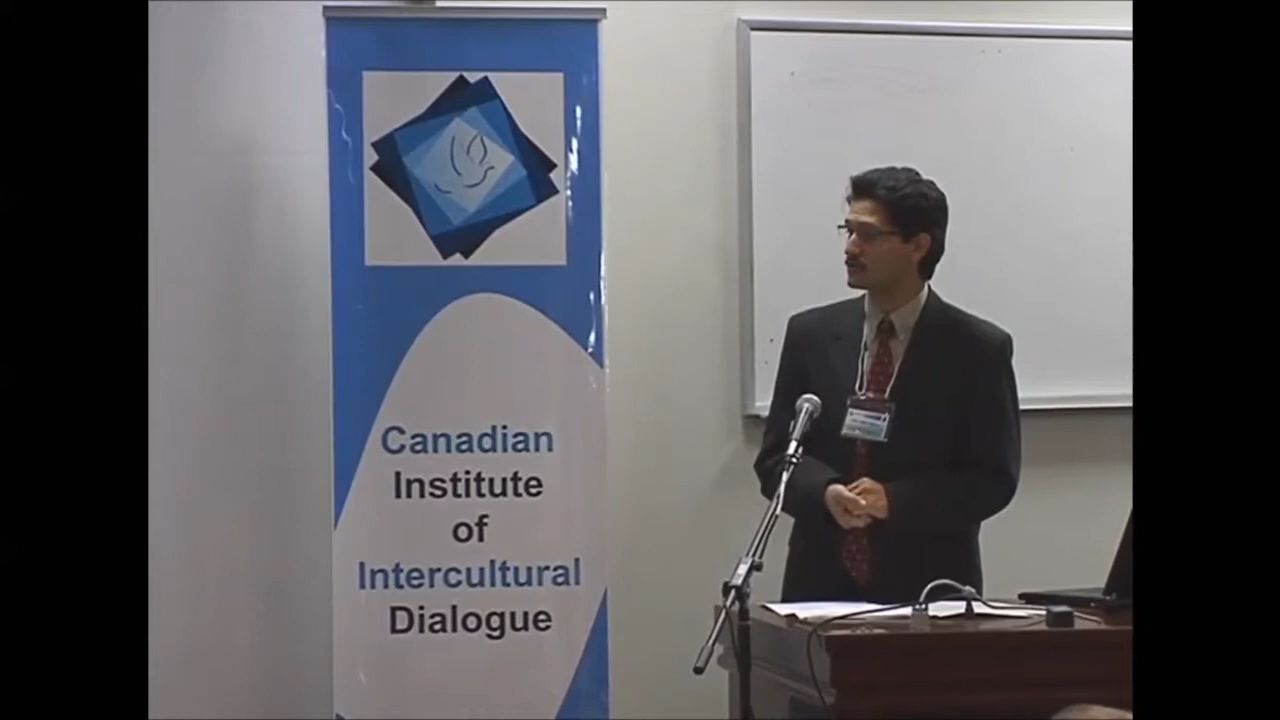 Canadian
Institute
of
Intercultural
Dialogue